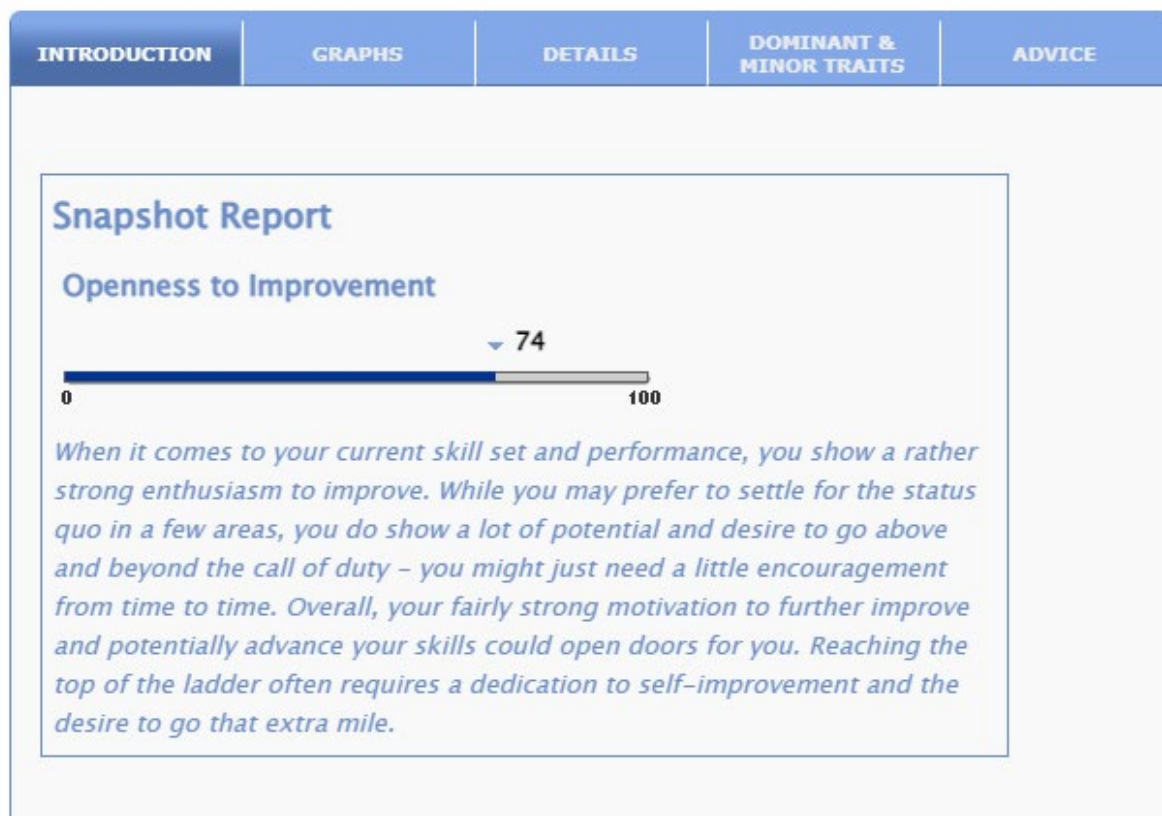 INTRODUCTION
GRAPHS
DETAILS
DOMINANT &
MINOR TRAITS
ADVICE
Snapshot Report
Openness to Improvement
74
0
100
When it comes to your current skill set and performance, you show a rather
strong enthusiasm to improve. While you may prefer to settle for the status
quo in a few areas, you do show a lot of potential and desire to go above
and beyond the call of duty – you might just need a little encouragement
from time to time. Overall, your fairly strong motivation to further improve
and potentially advance your skills could open doors for you. Reaching the
top of the ladder often requires a dedication to self-improvement and the
desire to go that extra mile.